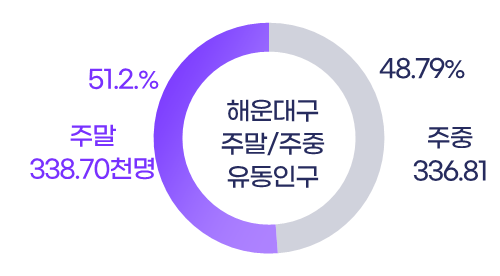 51.2.%
주말
338.70천명
해운대구
주말/주중
유동인구
48.79%
주중
336.81